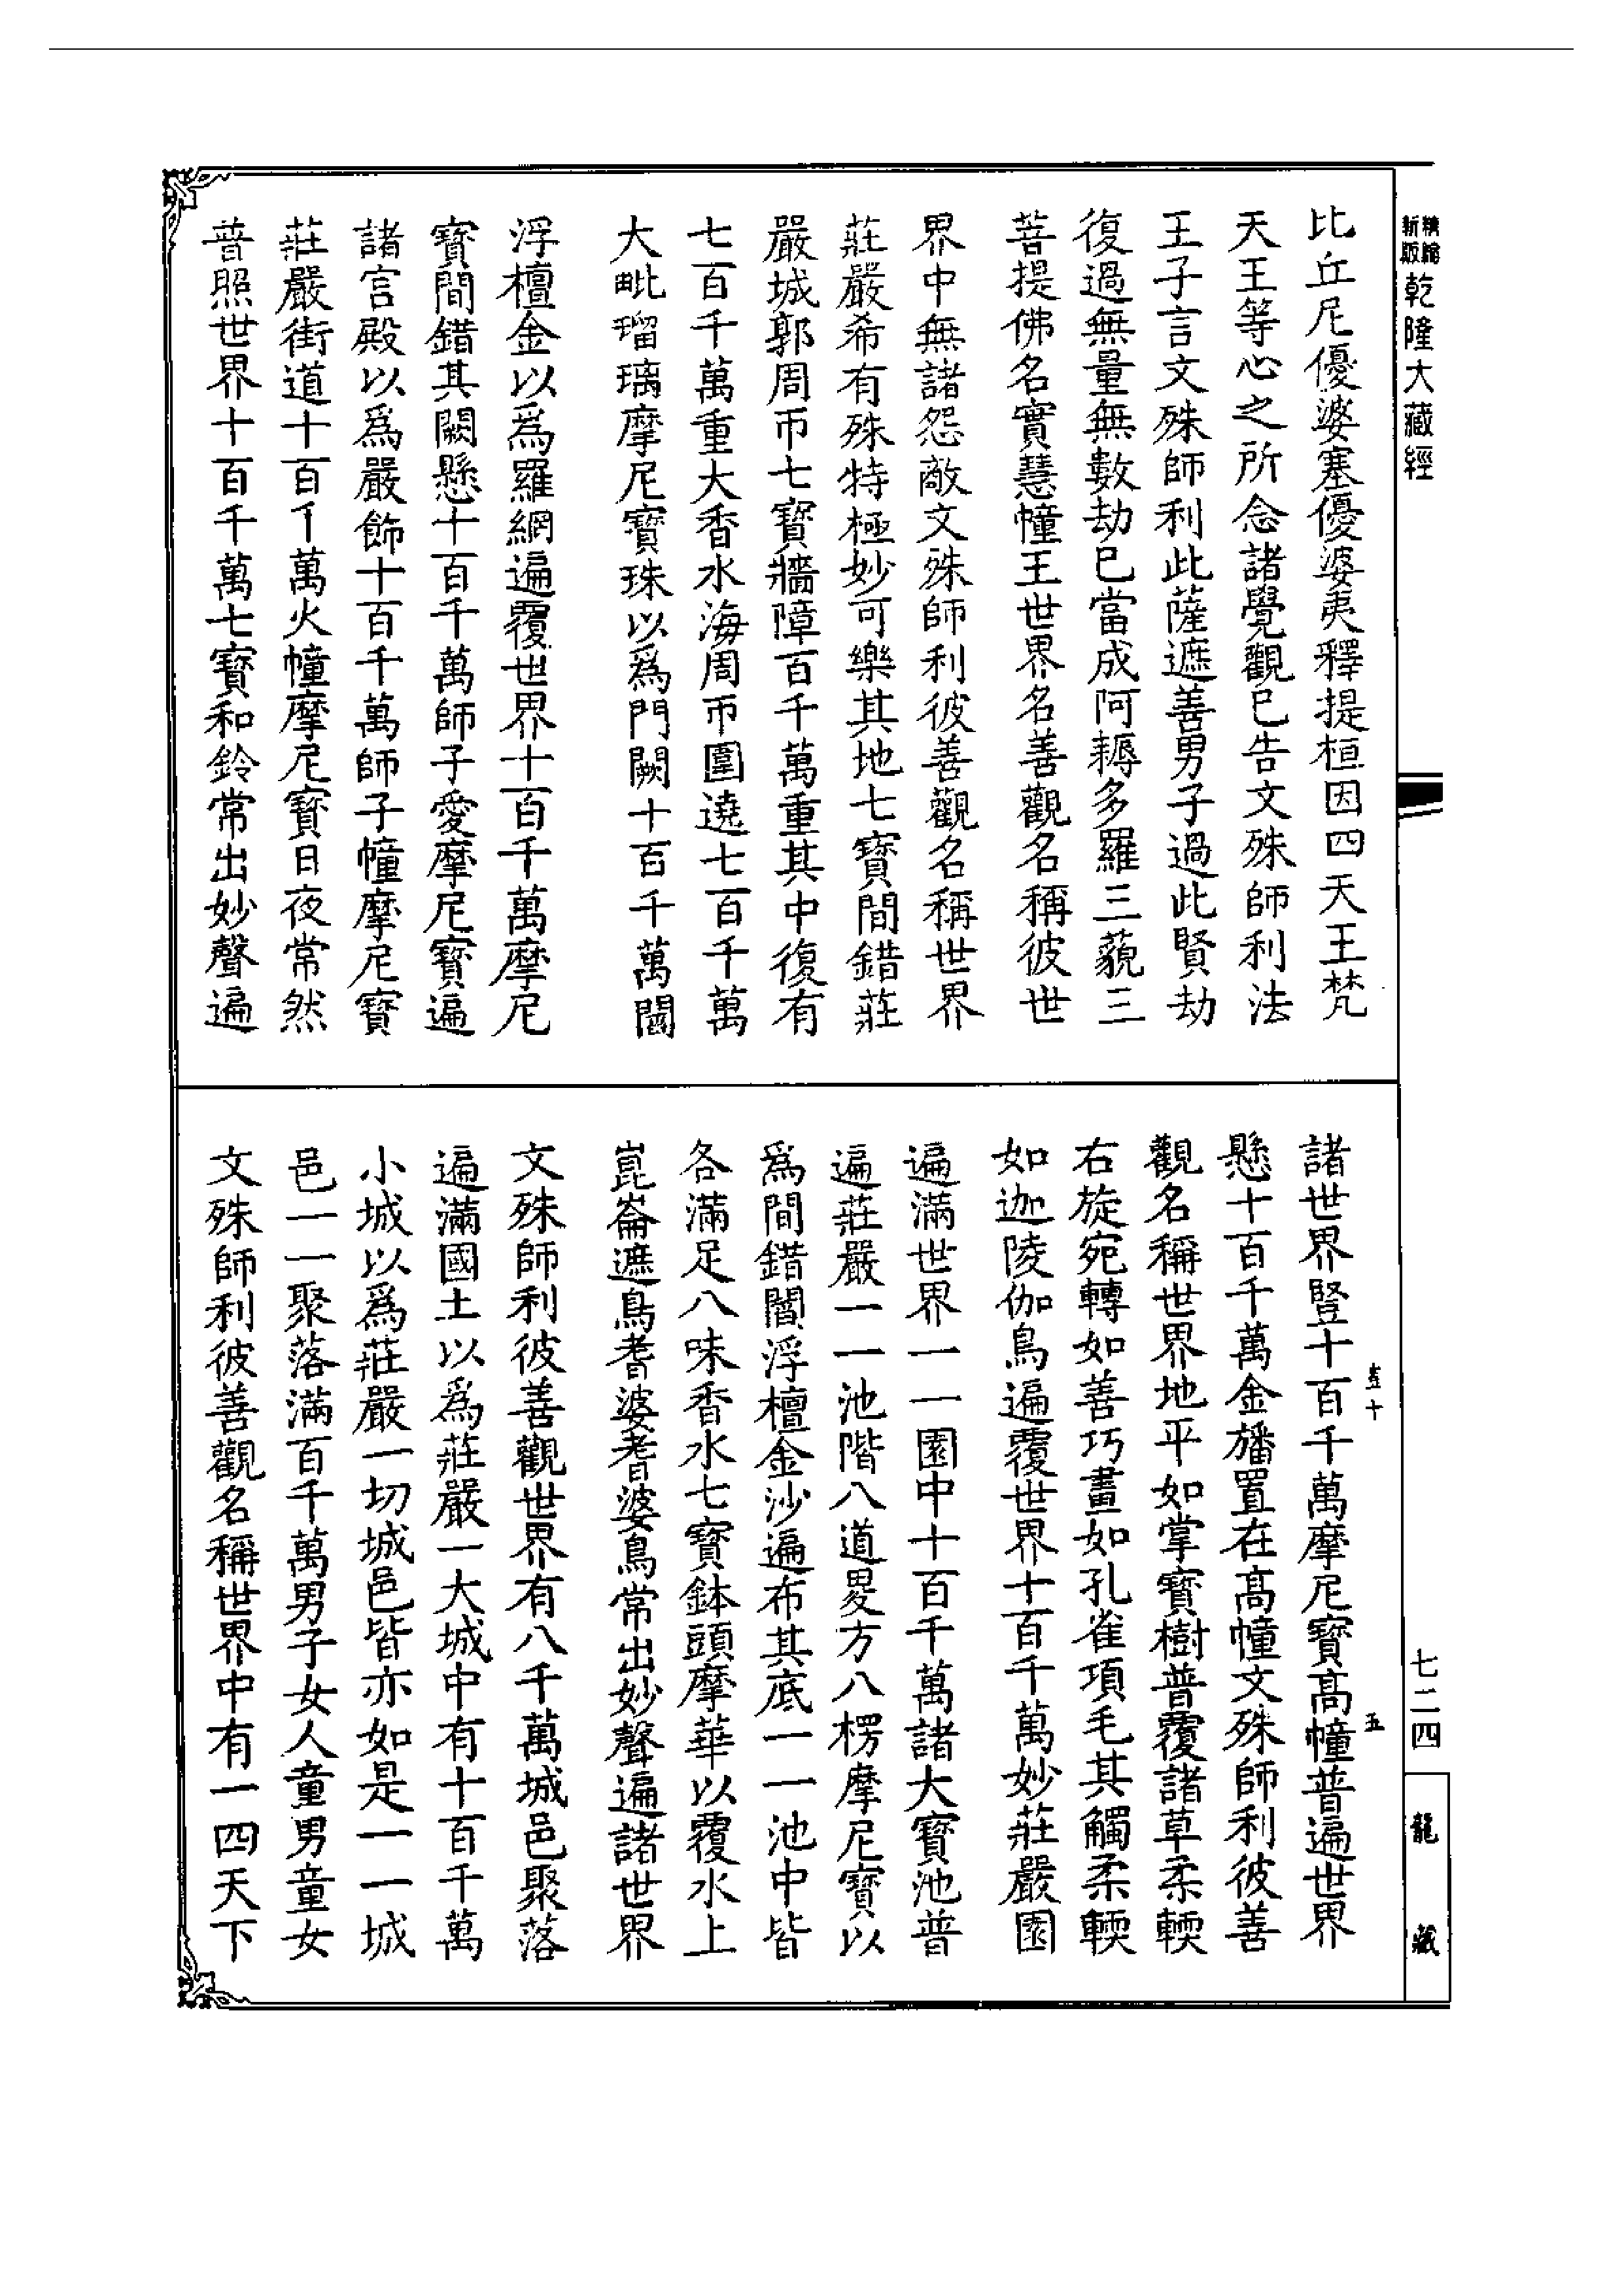 新版
精編
乾隆大藏經
比丘尼優婆塞優婆夷釋提桓因四天王梵
天王等心之所念諸覺觀已告文殊師利法
王子言文殊師利此薩遮善男子過此賢劫
復過無量無數劫已當成阿耨多羅三藐三
菩提佛名實慧幢王世界名善觀名稱彼世
界中無諸怨敵文殊師利彼善觀名稱世界
莊嚴希有殊特極妙可樂其地七寶間錯莊
嚴城郭周帀七寶牆障百千萬重其中復有
七百千萬重大香水海周帀圍遶七百千萬
大毗瑠璃摩尼寶珠以爲門闕十百千萬閻
浮檀金以爲羅網遍覆世界十百千萬摩尼
寶間錯其闕懸十百千萬師子愛摩尼寶遍
諸宮殿以爲嚴飾十百千萬師子幢摩尼寶
莊嚴街道十百千萬火幢摩尼寶日夜常然
普照世界十百千萬七寶和鈴常出妙聲遍
諸世界豎十百千萬摩尼寶高幢普遍世界
懸十百千萬金旛置在高幢文殊師利彼善
觀名稱世界地平如掌寶樹普覆諸草柔輭
右旋宛轉如善巧畫如孔雀項毛其觸柔輭
如迦陵伽鳥遍覆世界十百千萬妙莊嚴園
遍滿世界一一園中十百千萬諸大寶池普
遍莊嚴一一池階八道畟方八楞摩尼寶以
爲間錯閻浮檀金沙遍布其底一一池中皆
各滿足八味香水七寶鉢頭摩華以覆水上
崑崙遮鳥耆婆耆婆鳥常出妙聲遍諸世界
文殊師利彼善觀世界有八千萬城邑聚落
遍滿國土以爲莊嚴一大城中有十百千萬
小城以爲莊嚴一切城邑皆亦如是一一城
邑一一聚落滿百千萬男子女人童男童女
文殊師利彼善觀名稱世界中有一四天下
五
七二四
龍藏